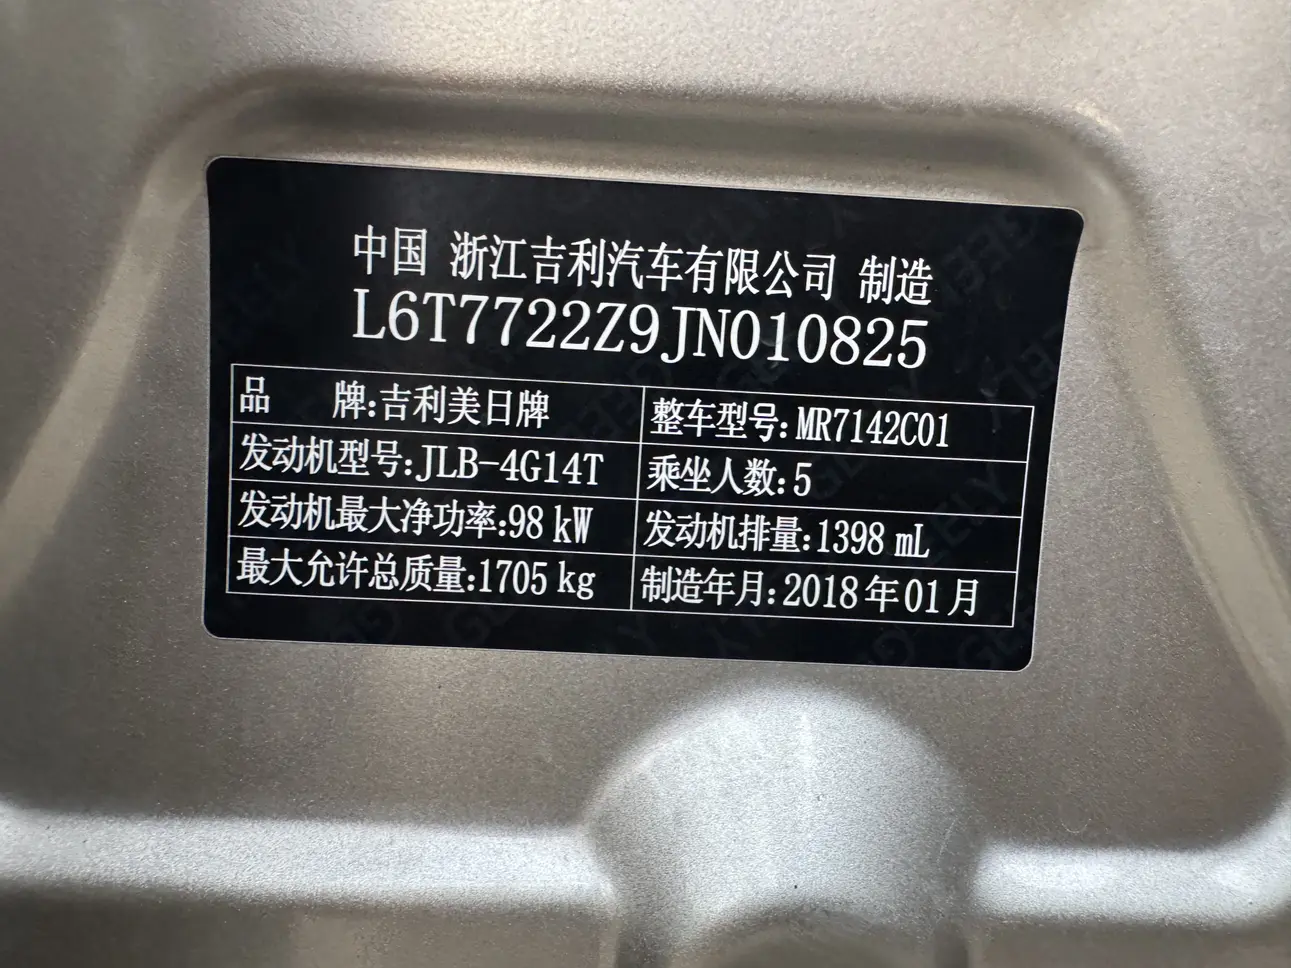 中国 浙江吉利汽车有限公司 制造
L6T7722Z9JN010825
品 牌:吉利美日牌 整车型号:MR7142C01
发动机型号:JLB-4G14T 乘坐人数:5
发动机最大净功率:98 kW 发动机排量:1398 mL
最大允许总质量:1705 kg 制造年月:2018年01月